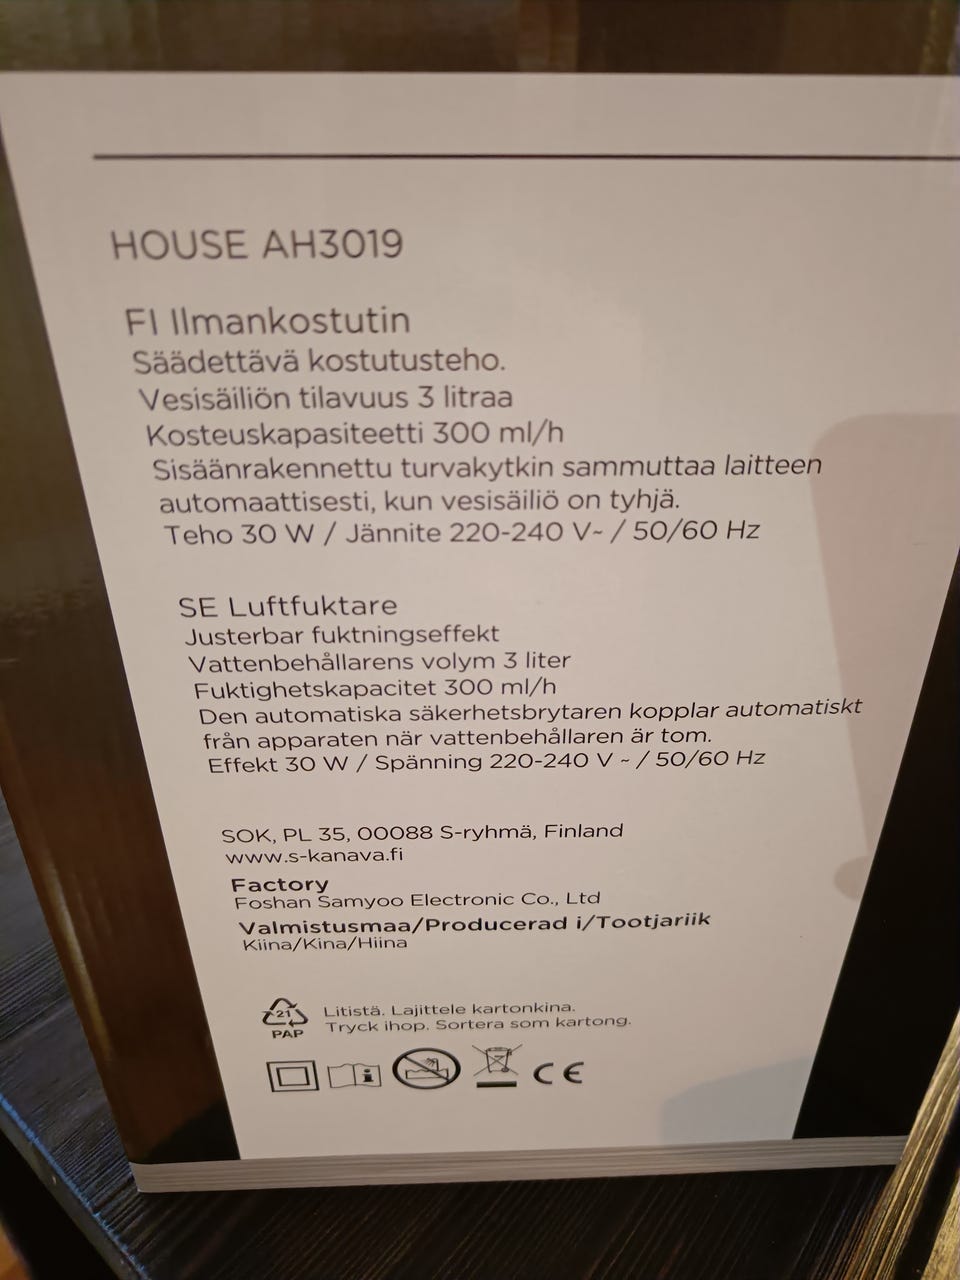 HOUSE AH3019
FI Ilmankostutin
Säädettävä kostutusteho.
Vesisäiliön tilavuus 3 litraa
Kosteuskapasiteetti 300 ml/h
Sisäänrakennettu turvakytkin sammuttaa laitteen
automaattisesti, kun vesisäiliö on tyhjä.
Teho 30 W / Jännite 220-240 V~ / 50/60 Hz
SE Luftfuktare
Justerbar fuktningseffekt
Vattenbehållarens volym 3 liter
Fuktighetskapacitet 300 ml/h
Den automatiska säkerhetsbrytaren kopplar automatiskt
från apparaten när vattenbehållaren är tom.
Effekt 30 W / Spänning 220-240 V ~ / 50/60 Hz
SOK, PL 35, 00088 S-ryhmä, Finland
www.s-kanava.fi
Factory
Foshan Samyoo Electronic Co., Ltd
Valmistusmaa/Producerad i/Tootjariik
Kiina/Kina/Hiina
21
PAP
Litistä. Lajittele kartonkina.
Tryck ihop. Sortera som kartong.
CE